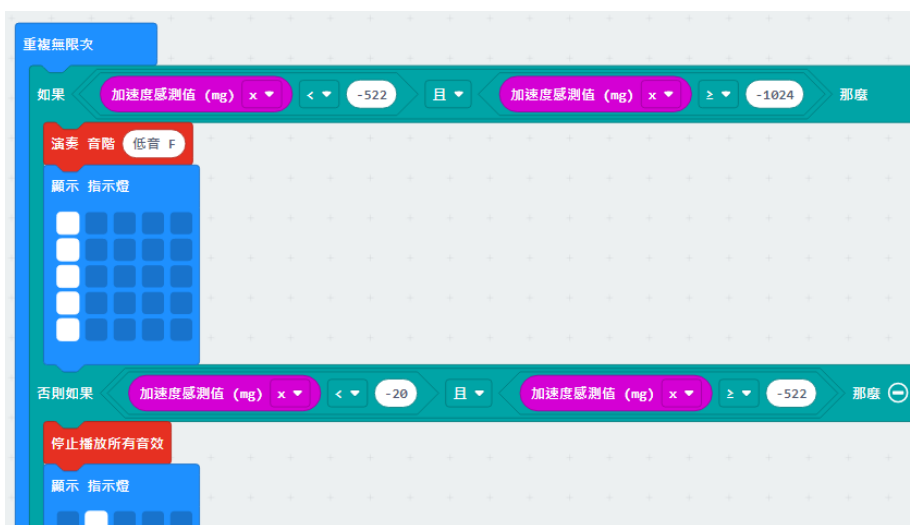 重複無限次
如果 加速度感測值 (mg) x < -522 且 加速度感測值 (mg) x ≥ -1024 那麼
演奏 音階 低音 F
顯示 指示燈
否則如果 加速度感測值 (mg) x < -20 且 加速度感測值 (mg) x ≥ -522 那麼
停止播放所有音效
顯示 指示燈